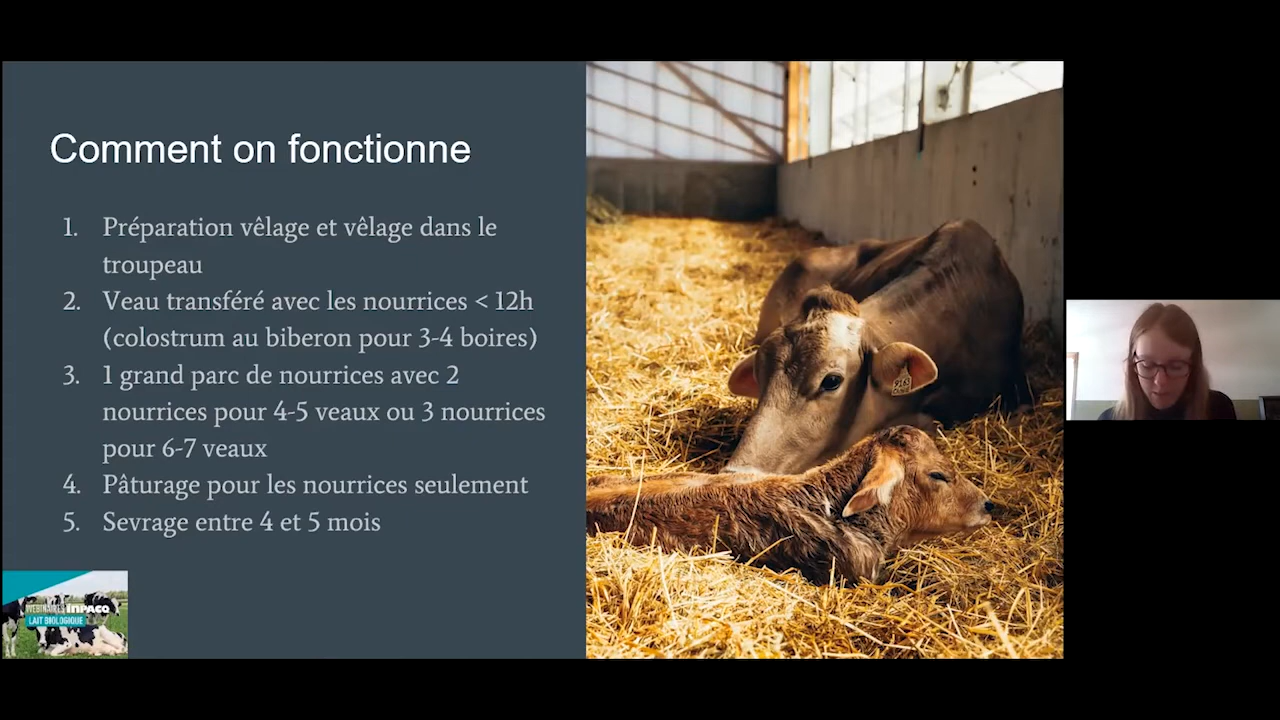 Comment on fonctionne
1. Préparation vêlage et vêlage dans le
troupeau
2. Veau transféré avec les nourrices < 12h
(colostrum au biberon pour 3-4 boires)
3. 1 grand parc de nourrices avec 2
nourrices pour 4-5 veaux ou 3 nourrices
pour 6-7 veaux
4. Pâturage pour les nourrices seulement
5. Sevrage entre 4 et 5 mois
WEBINAIRES INPACQ
LAIT BIOLOGIQUE